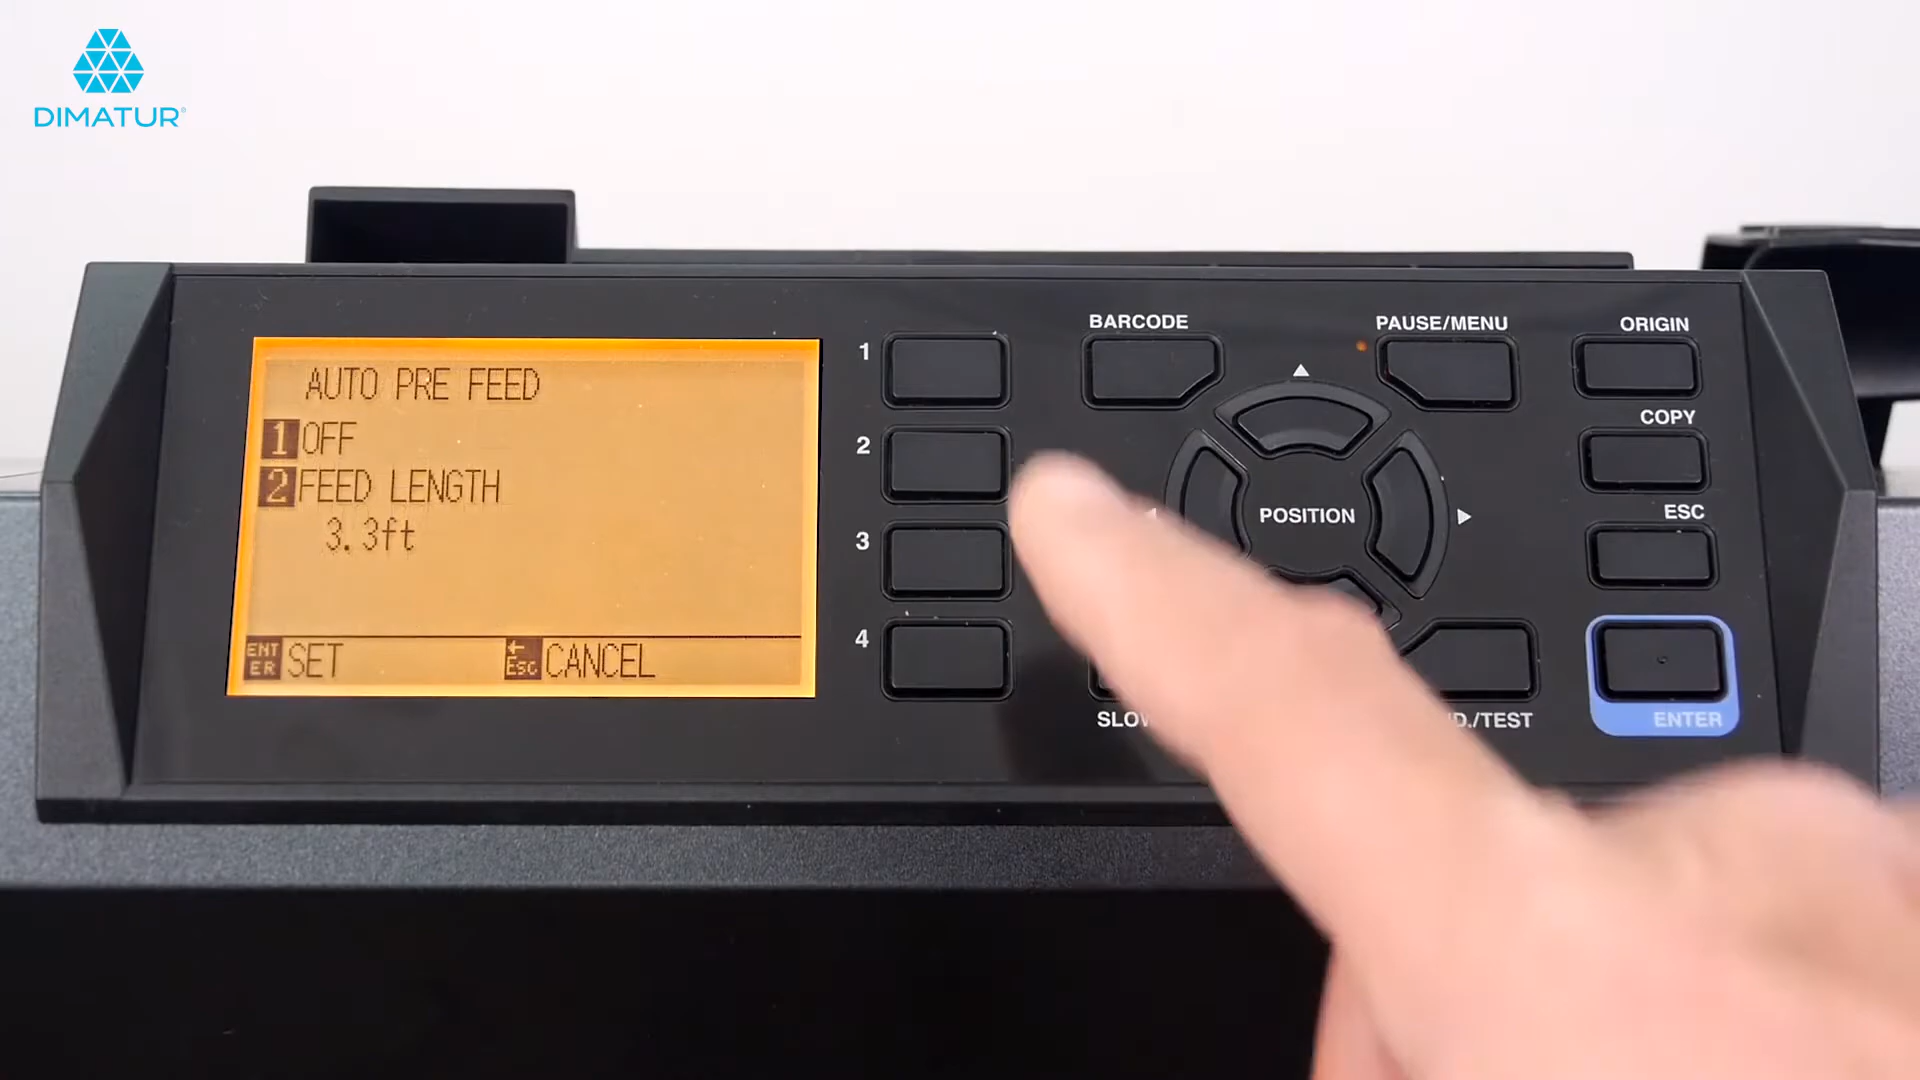 DIMATUR®
AUTO PRE FEED
1 OFF
2 FEED LENGTH
3.3ft
ENTER SET
Esc CANCEL
1
2
3
4
BARCODE
PAUSE/MENU
ORIGIN
COPY
ESC
POSITION
ENTER
/TEST